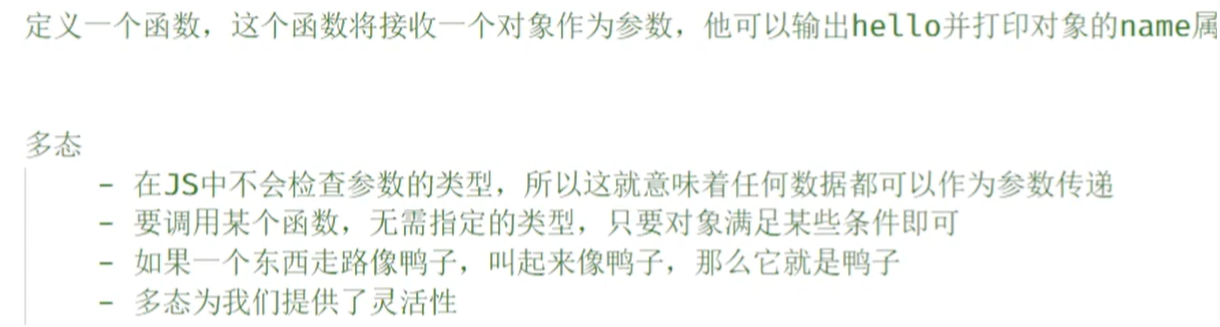 定义一个函数，这个函数将接收一个对象作为参数，他可以输出hello并打印对象的name属
多态
- 在JS中不会检查参数的类型，所以这就意味着任何数据都可以作为参数传递
- 要调用某个函数，无需指定的类型，只要对象满足某些条件即可
- 如果一个东西走路像鸭子，叫起来像鸭子，那么它就是鸭子
- 多态为我们提供了灵活性